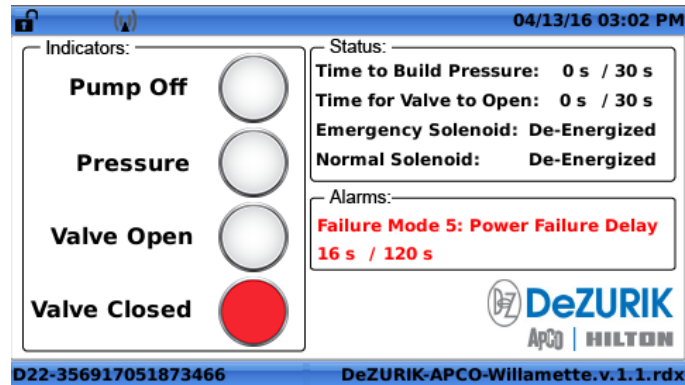 04/13/16 03:02 PM
Indicators:
Pump Off
Pressure
Valve Open
Valve Closed
Status:
Time to Build Pressure: 0 s / 30 s
Time for Valve to Open: 0 s / 30 s
Emergency Solenoid: De-Energized
Normal Solenoid: De-Energized
Alarms:
Failure Mode 5: Power Failure Delay
16 s / 120 s
DZ DeZURIK
APCO | HILTON
D22-356917051873466 DeZURIK-APCO-Willamette.v.1.1.rdx